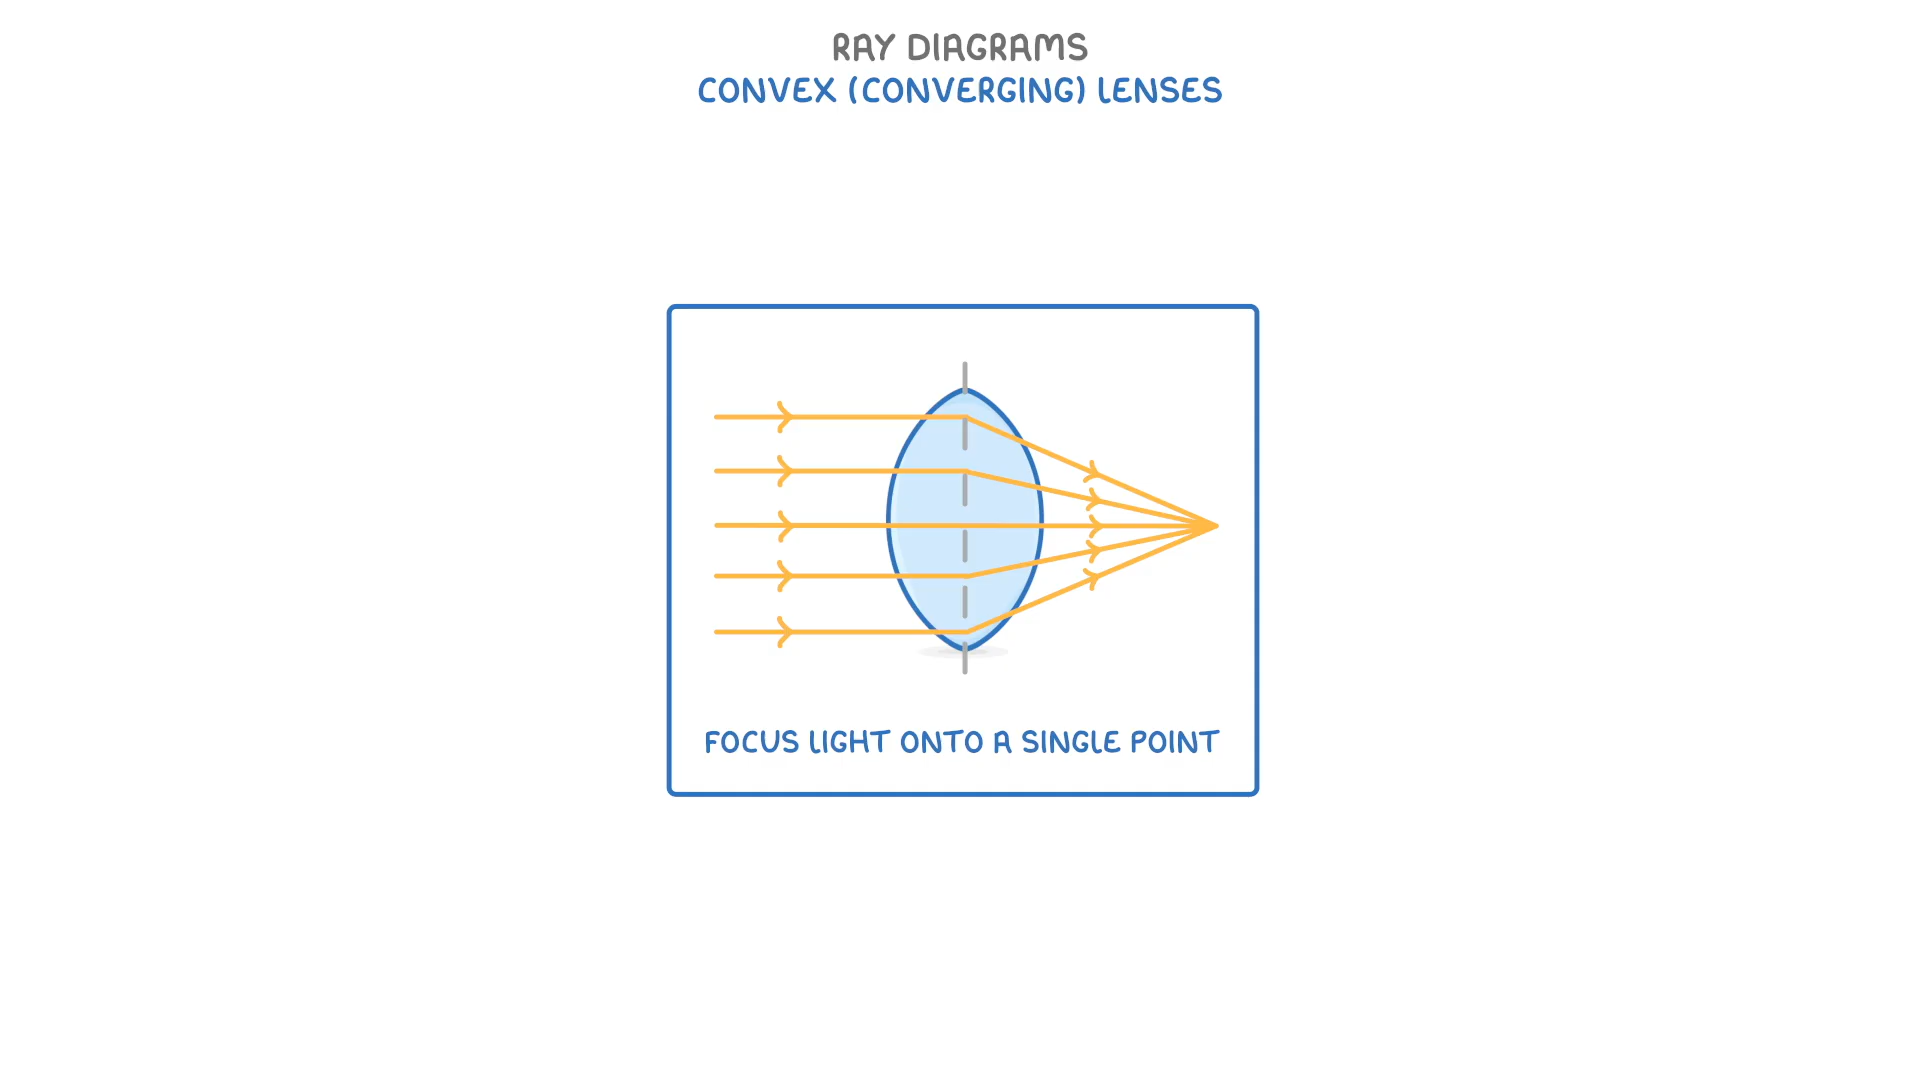 RAY DIAGRAMS
CONVEX (CONVERGING) LENSES
FOCUS LIGHT ONTO A SINGLE POINT